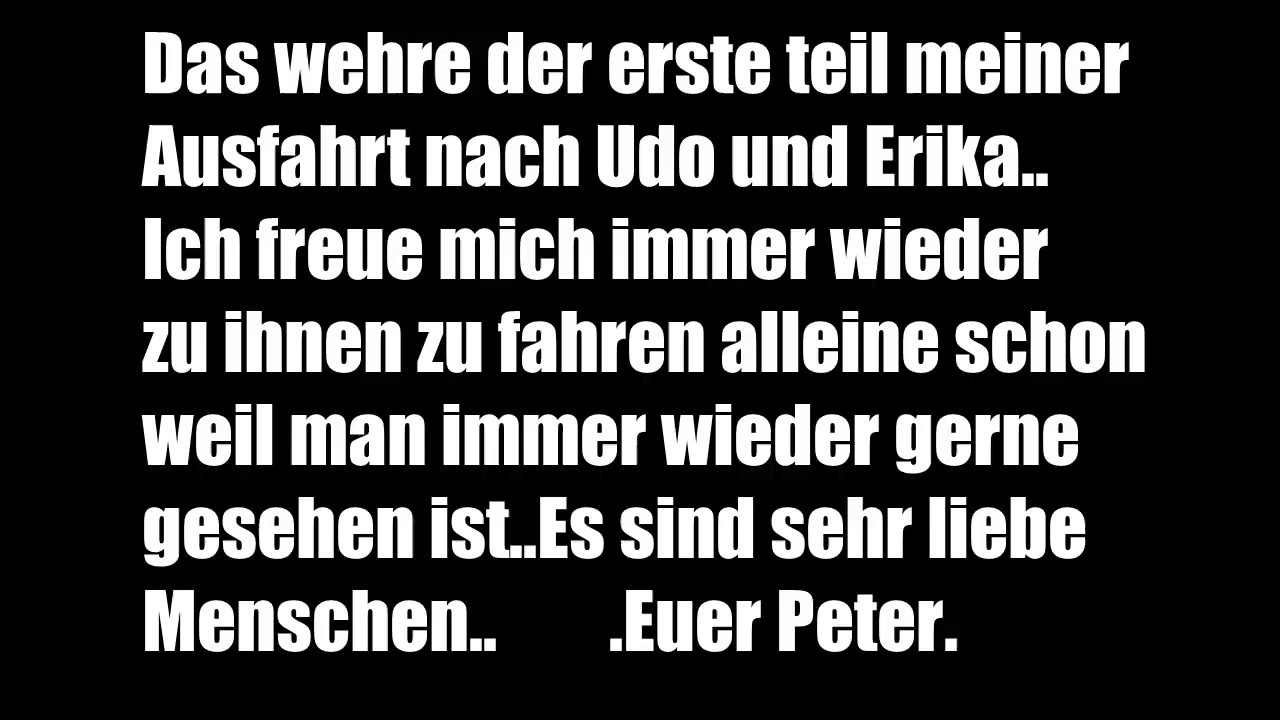 Das wehre der erste teil meiner
Ausfahrt nach Udo und Erika..
Ich freue mich immer wieder
zu ihnen zu fahren alleine schon
weil man immer wieder gerne
gesehen ist..Es sind sehr liebe
Menschen..        .Euer Peter.